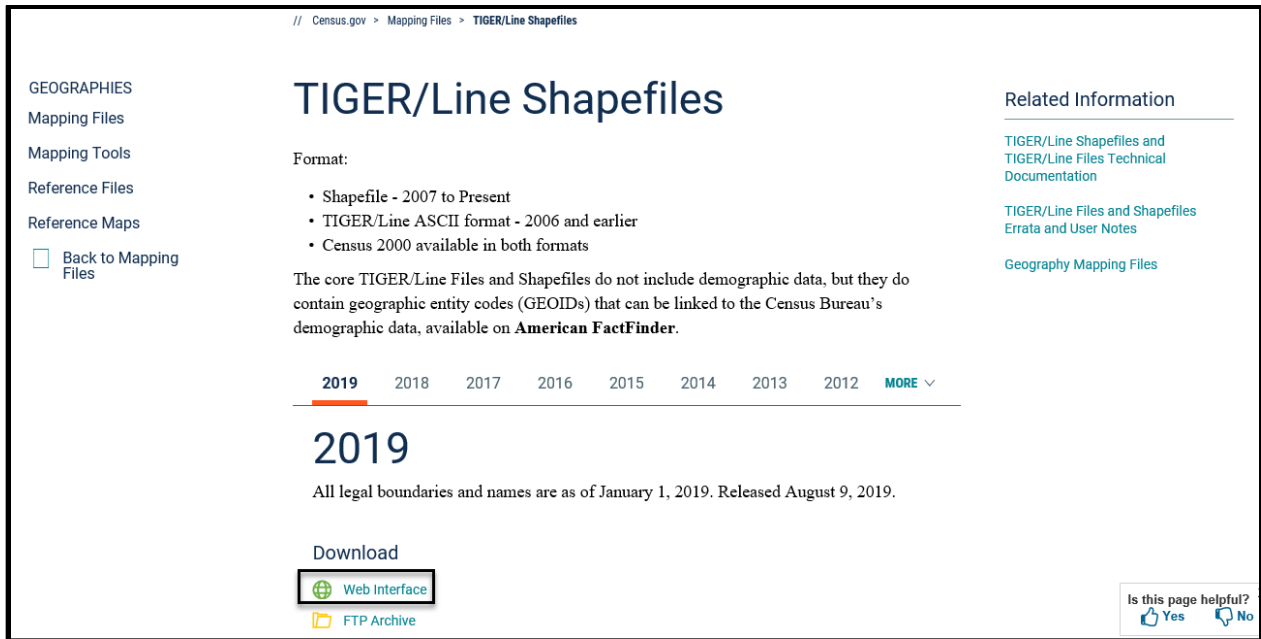 // Census.gov > Mapping Files > TIGER/Line Shapefiles
GEOGRAPHIES
Mapping Files
Mapping Tools
Reference Files
Reference Maps
Back to Mapping
Files
TIGER/Line Shapefiles
Format:
• Shapefile - 2007 to Present
• TIGER/Line ASCII format - 2006 and earlier
• Census 2000 available in both formats
The core TIGER/Line Files and Shapefiles do not include demographic data, but they do
contain geographic entity codes (GEOIDs) that can be linked to the Census Bureau’s
demographic data, available on American FactFinder.
2019 2018 2017 2016 2015 2014 2013 2012 MORE
2019
All legal boundaries and names are as of January 1, 2019. Released August 9, 2019.
Download
Web Interface
FTP Archive
Related Information
TIGER/Line Shapefiles and
TIGER/Line Files Technical
Documentation
TIGER/Line Files and Shapefiles
Errata and User Notes
Geography Mapping Files
Is this page helpful?
Yes No